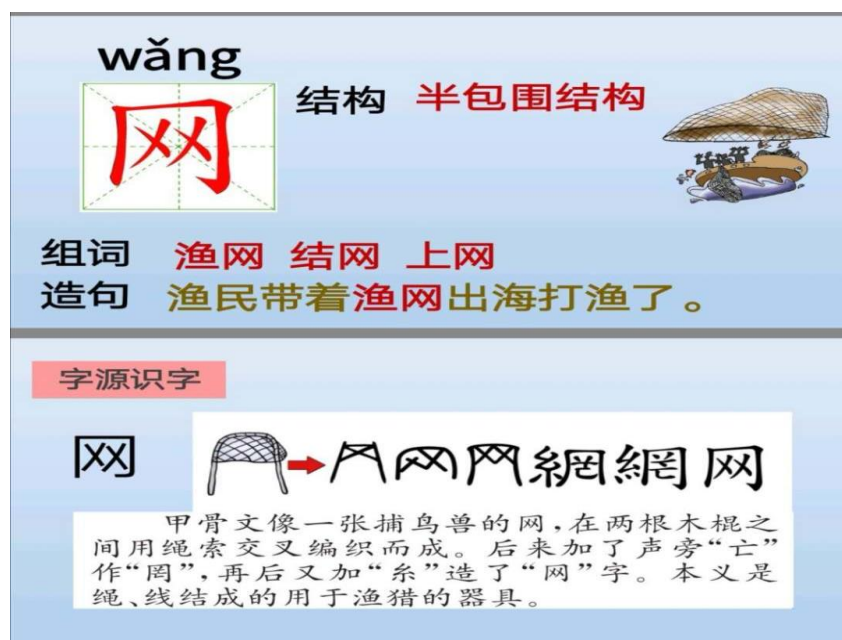 wǎng
网
结构 半包围结构
组词 渔网 结网 上网
造句 渔民带着渔网出海打渔了。
字源识字
网 網網网
甲骨文像一张捕鸟兽的网,在两根木棍之
间用绳索交叉编织而成。后来加了声旁“亡”
作“罔”,再后又加“糸”造了“网”字。本义是
绳、线结成的用于渔猎的器具。